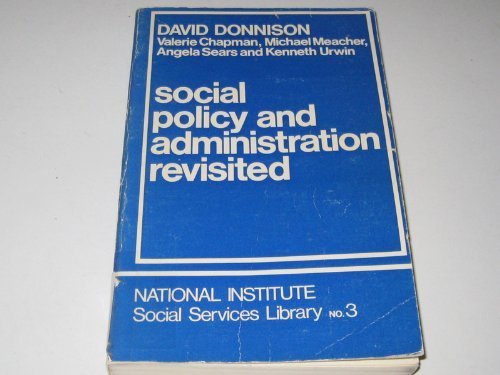 DAVID DONNISON
Valerie Chapman, Michael Meacher,
Angela Sears and Kenneth Urwin
social
policy and
administration
revisited
NATIONAL INSTITUTE
Social Services Library NO.3